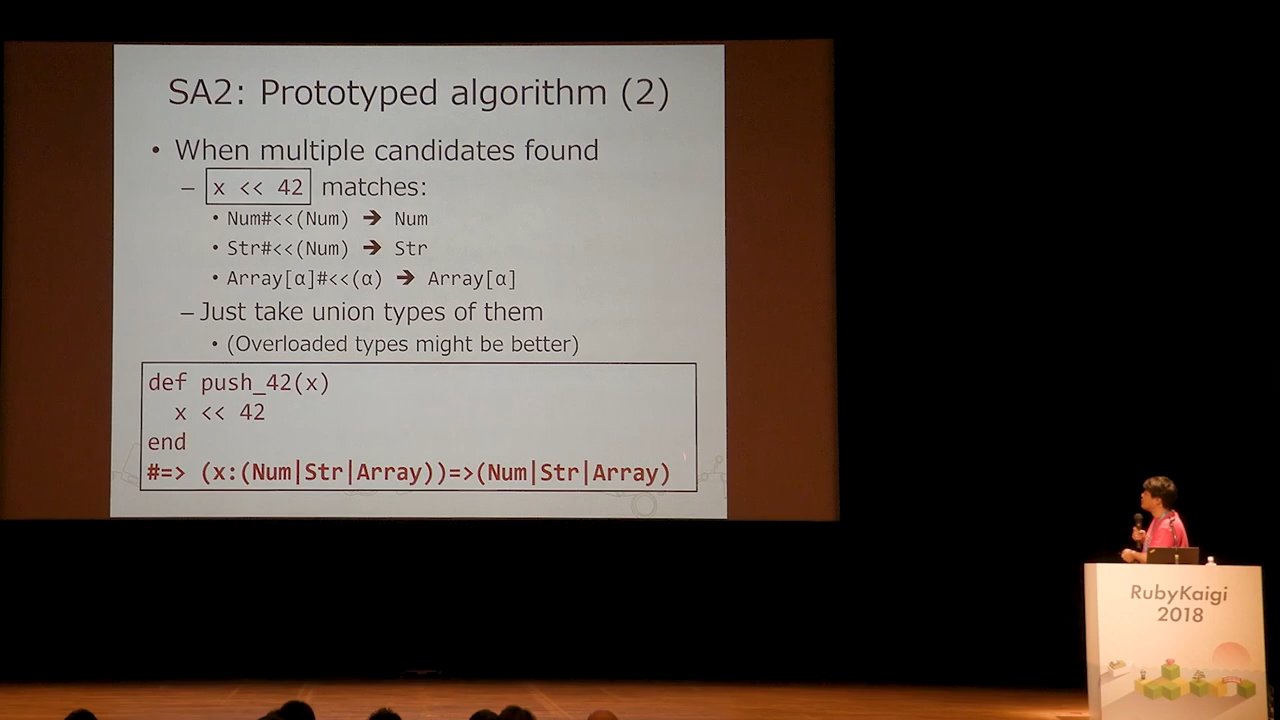 SA2: Prototyped algorithm (2)
• When multiple candidates found
– x << 42 matches:
• Num#<<(Num) ➔ Num
• Str#<<(Num) ➔ Str
• Array[α]#<<(α) ➔ Array[α]
– Just take union types of them
• (Overloaded types might be better)
def push_42(x)
  x << 42
end
#=> (x:(Num|Str|Array))=>(Num|Str|Array)
RubyKaigi
2018